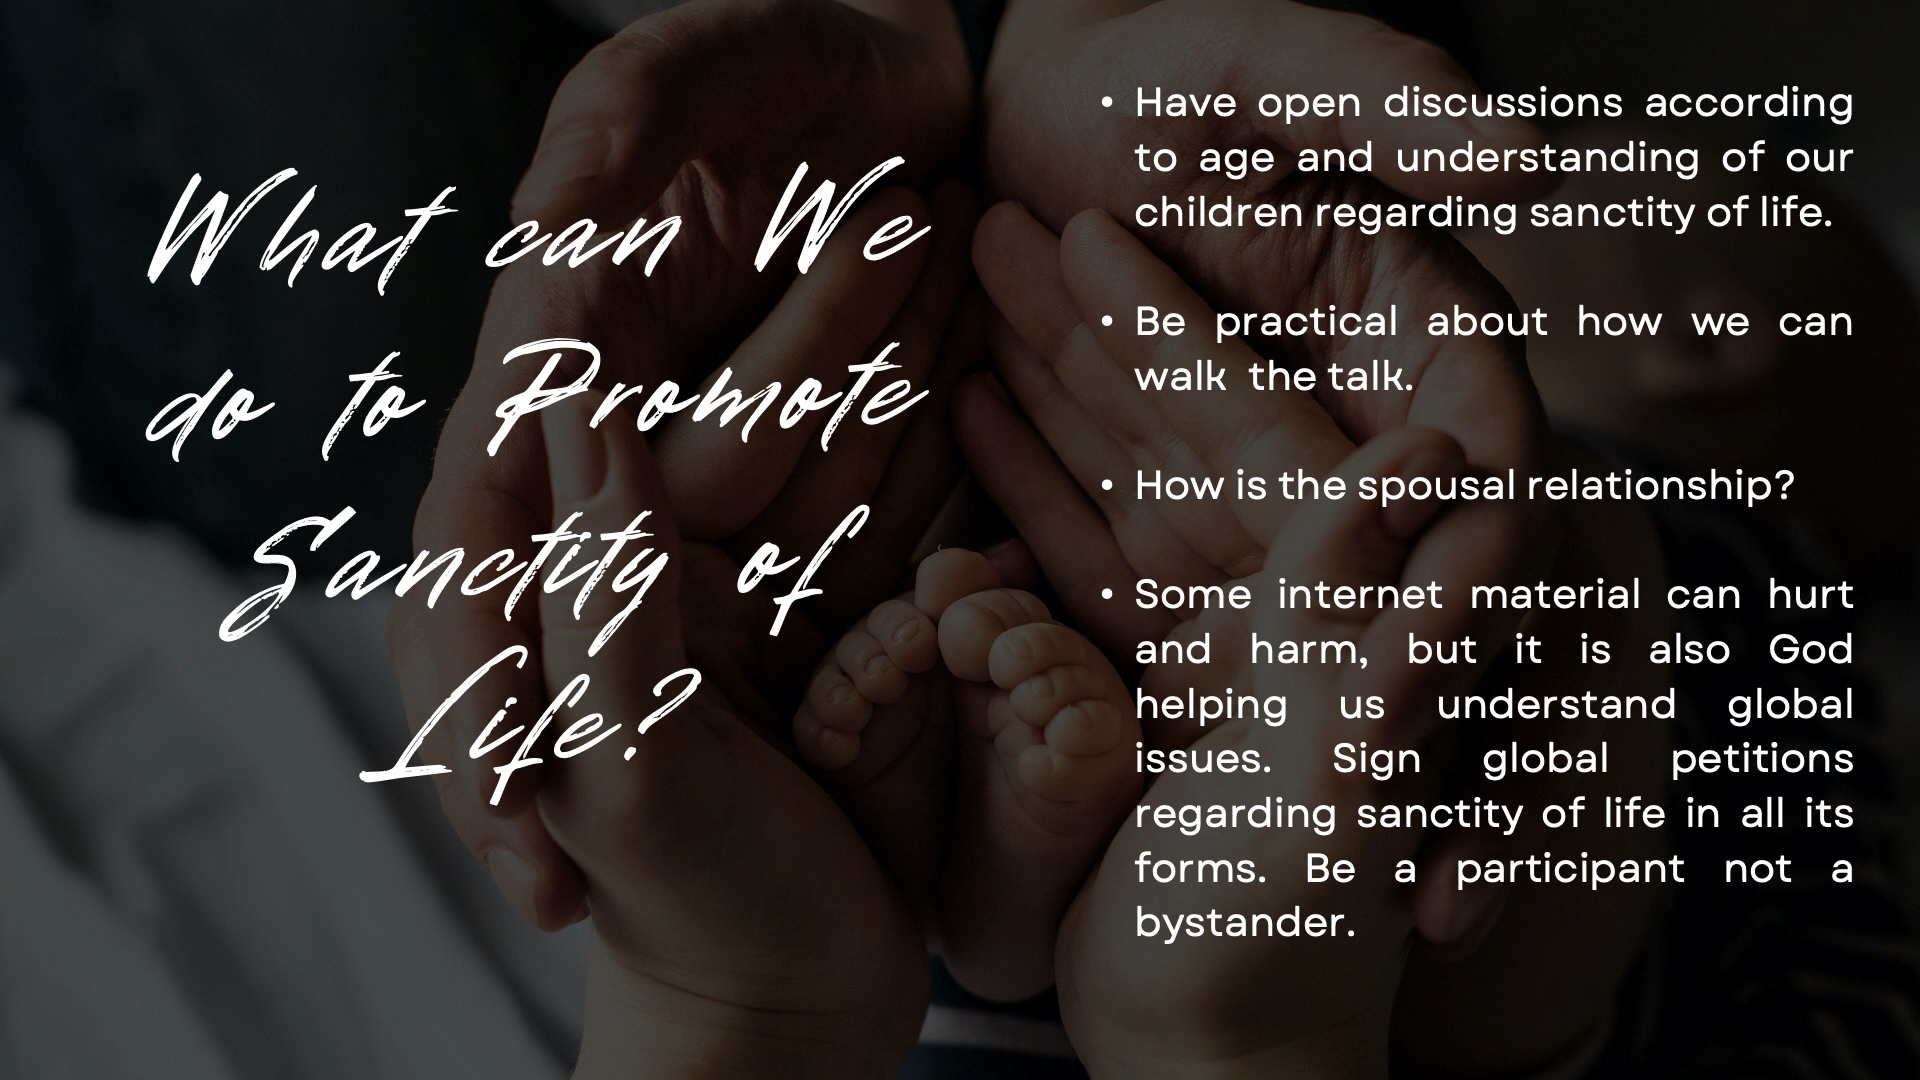 What can We
do to Promote
Sanctity of
Life?
• Have open discussions according
to age and understanding of our
children regarding sanctity of life.
• Be practical about how we can
walk the talk.
• How is the spousal relationship?
• Some internet material can hurt
and harm, but it is also God
helping us understand global
issues. Sign global petitions
regarding sanctity of life in all its
forms. Be a participant not a
bystander.